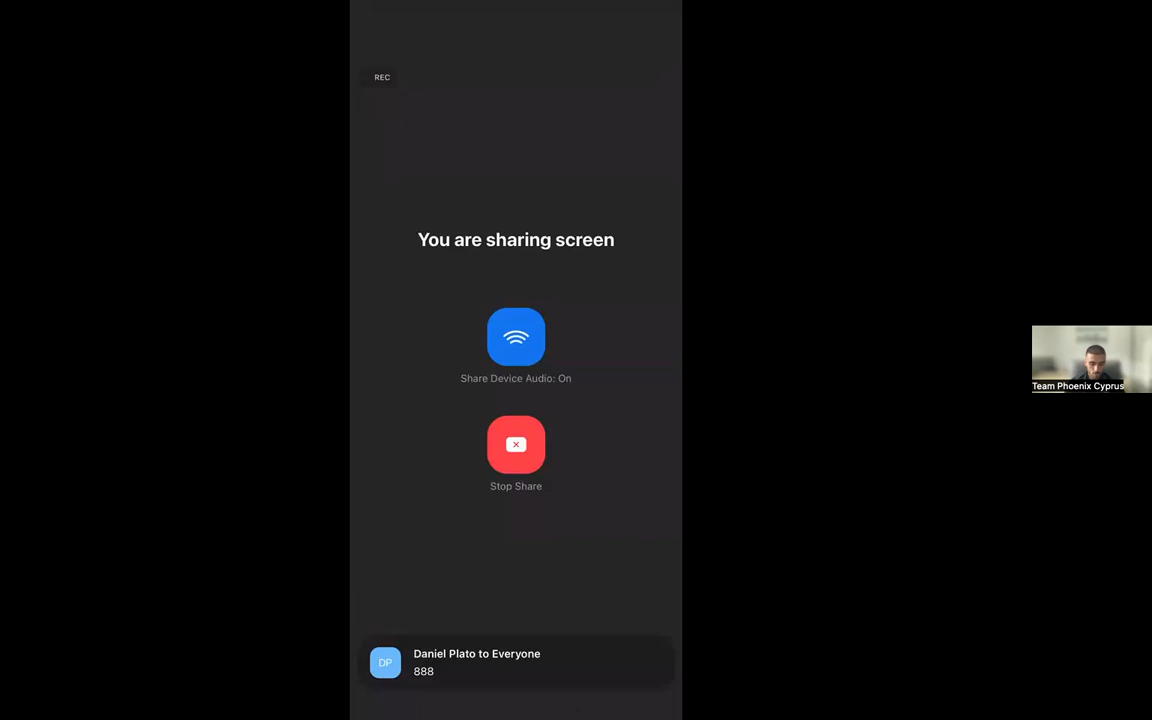 REC
You are sharing screen
Share Device Audio: On
Stop Share
DP
Daniel Plato to Everyone
888
Team Phoenix Cyprus